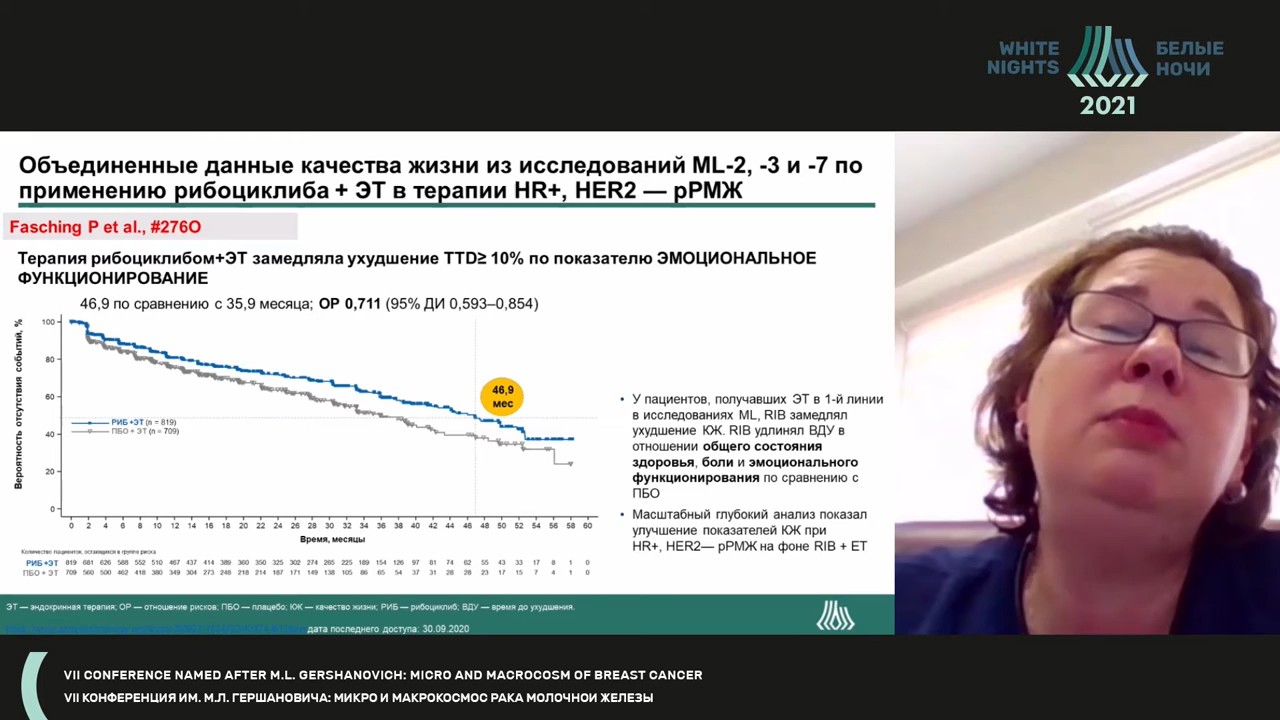 WHITE NIGHTS
БЕЛЫЕ НОЧИ
2021
Объединенные данные качества жизни из исследований ML-2, -3 и -7 по
применению рибоциклиба + ЭТ в терапии HR+, HER2 — рРМЖ
Fasching P et al., #276O
Терапия рибоциклибом+ЭТ замедляла ухудшение TTD≥ 10% по показателю ЭМОЦИОНАЛЬНОЕ
ФУНКЦИОНИРОВАНИЕ
46,9 по сравнению с 35,9 месяца; ОР 0,711 (95% ДИ 0,593–0,854)
Вероятность отсутствия событий, %
100
80
60
40
20
0
46,9
мес
РИБ+ЭТ (n = 819)
ПБО + ЭТ (n = 709)
0 2 4 6 8 10 12 14 16 18 20 22 24 26 28 30 32 34 36 38 40 42 44 46 48 50 52 54 56 58 60
Время, месяцы
Количество пациентов, остающихся в группе риска
РИБ+ЭТ 819 681 626 588 552 510 467 437 414 389 360 350 325 302 274 265 225 189 154 126 97 81 74 62 55 43 33 17 8 1 0
ПБО + ЭТ 709 560 500 462 418 380 349 304 273 248 218 214 187 171 149 138 105 86 65 54 37 31 28 28 23 17 15 7 4 1 0
• У пациентов, получавших ЭТ в 1-й линии
в исследованиях ML, RIB замедлял
ухудшение КЖ. RIB удлинял ВДУ в
отношении общего состояния
здоровья, боли и эмоционального
функционирования по сравнению с
ПБО
• Масштабный глубокий анализ показал
улучшение показателей КЖ при
HR+, HER2— рРМЖ на фоне RIB + ET
ЭТ — эндокринная терапия; ОР — отношение рисков; ПБО — плацебо; КЖ — качество жизни; РИБ — рибоциклиб; ВДУ — время до ухудшения.
дата последнего доступа: 30.09.2020
VII CONFERENCE NAMED AFTER M.L. GERSHANOVICH: MICRO AND MACROCOSM OF BREAST CANCER
VII КОНФЕРЕНЦИЯ ИМ. М.Л. ГЕРШАНОВИЧА: МИКРО И МАКРОКОСМОС РАКА МОЛОЧНОЙ ЖЕЛЕЗЫ